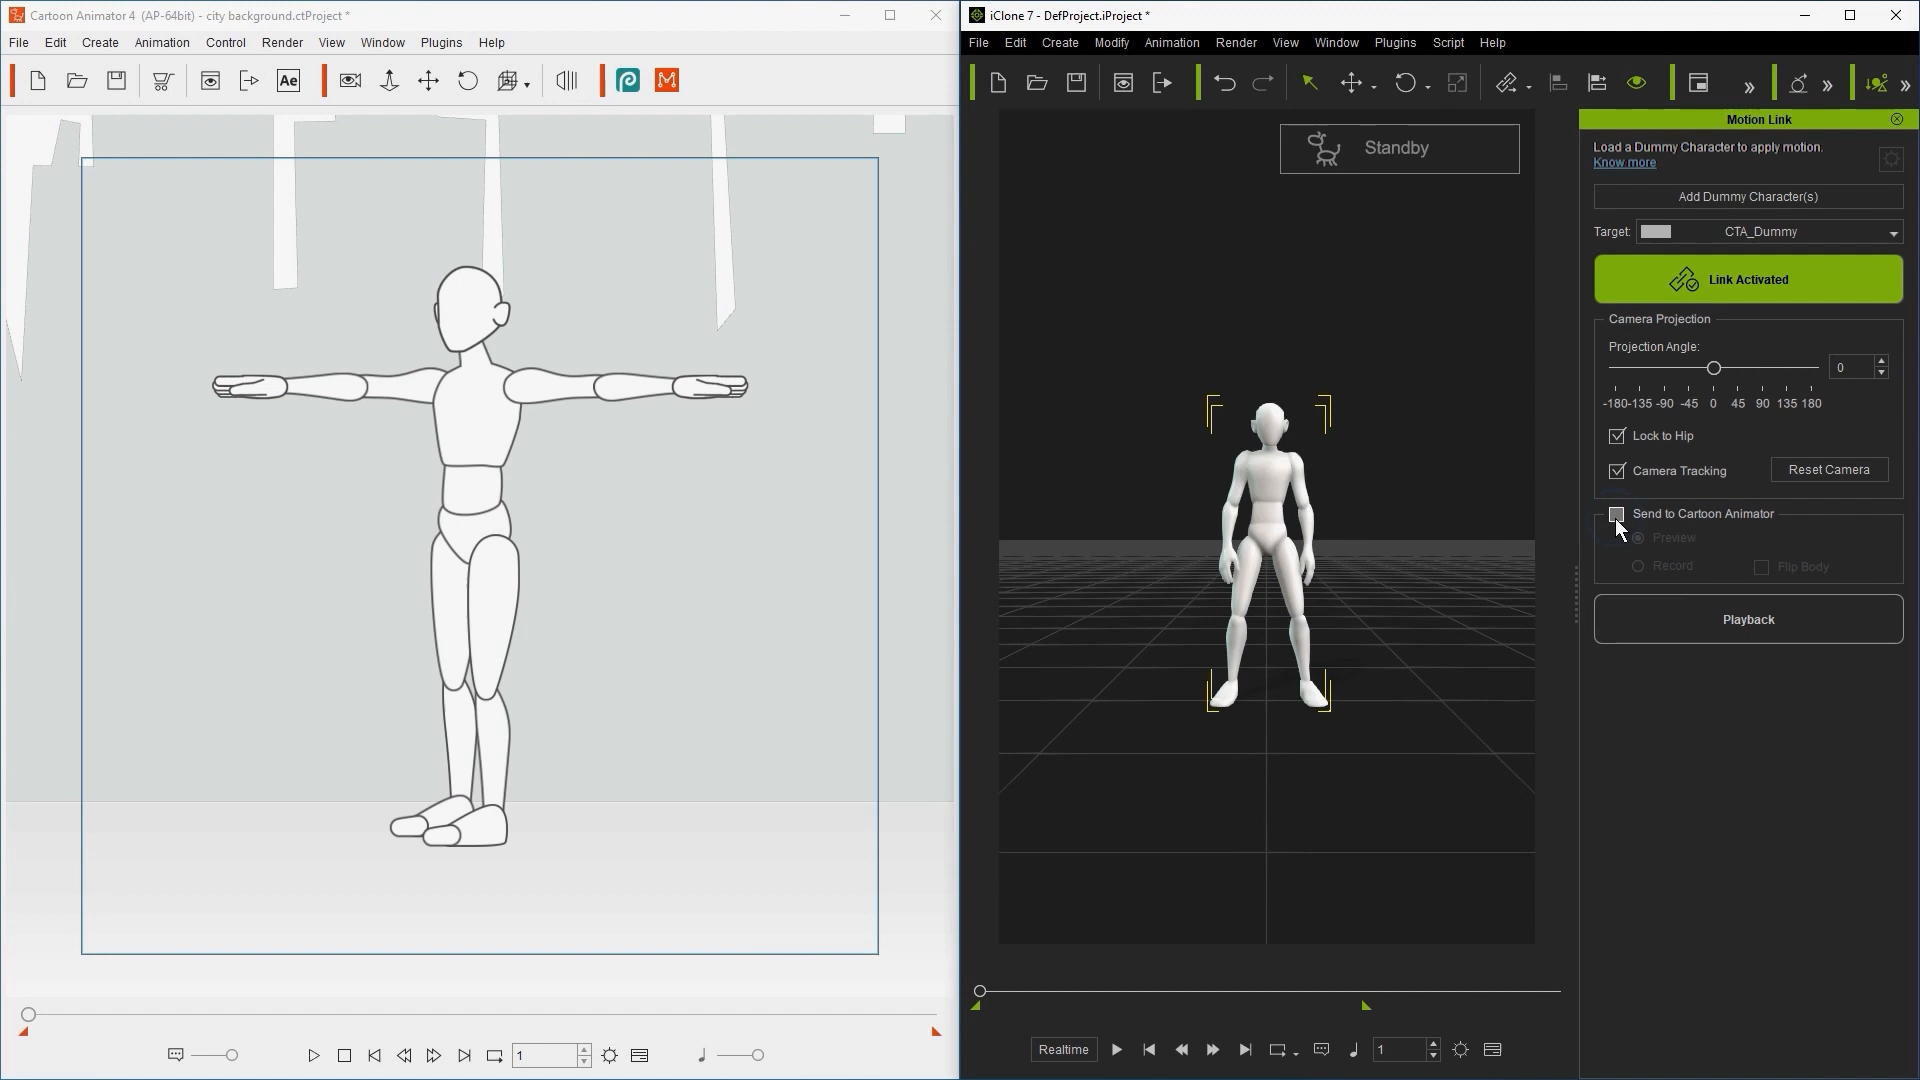 Cartoon Animator 4 (AP-64bit) - city background.ctProject *
File Edit Create Animation Control Render View Window Plugins Help
Ae
1
iClone 7 - DefProject.iProject *
File Edit Create Modify Animation Render View Window Plugins Script Help
Standby
Realtime
1
Motion Link
Load a Dummy Character to apply motion.
Know more
Add Dummy Character(s)
Target: CTA_Dummy
Link Activated
Camera Projection
Projection Angle:
0
-180 -135 -90 -45 0 45 90 135 180
Lock to Hip
Camera Tracking
Reset Camera
Send to Cartoon Animator
Preview
Record
Flip Body
Playback